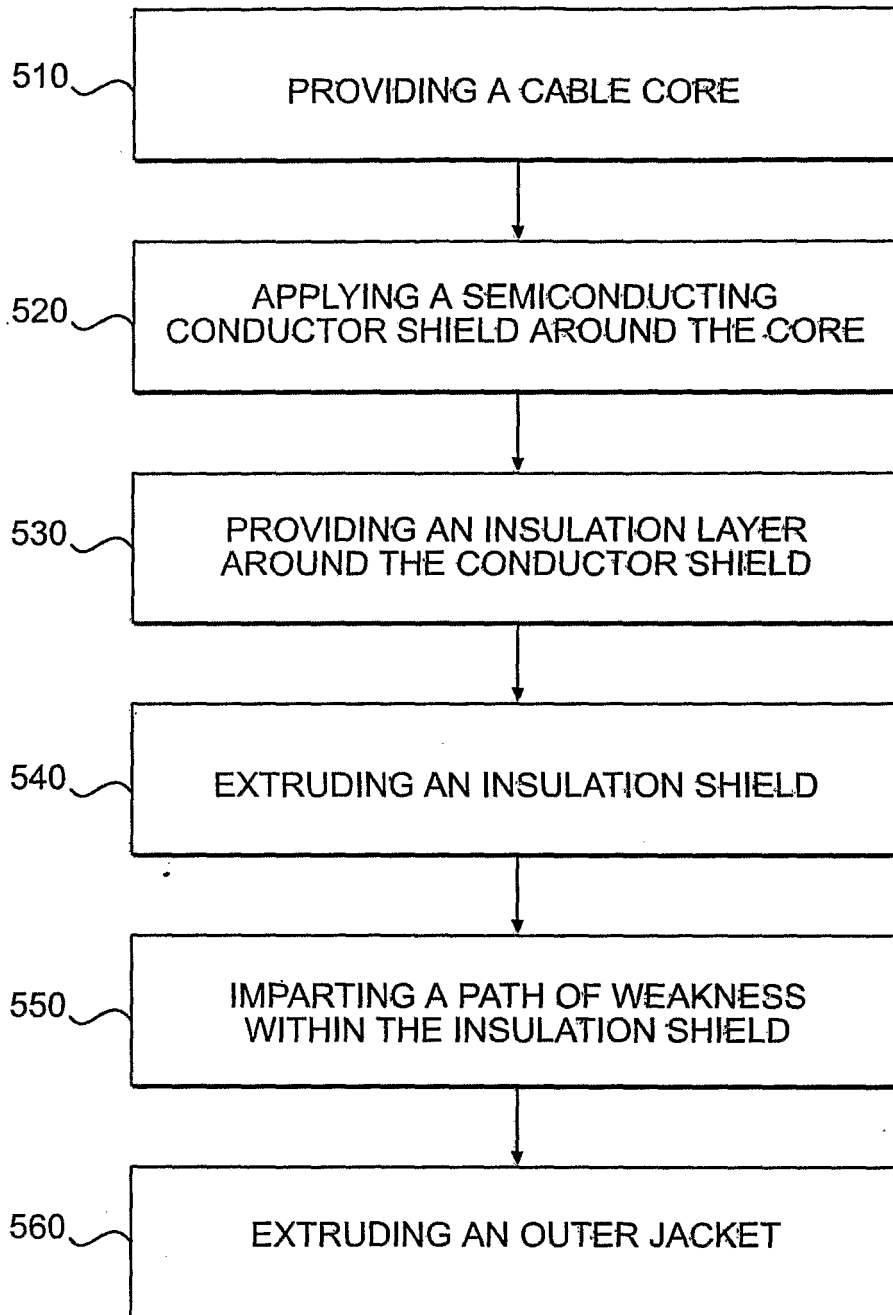 510
PROVIDING A CABLE CORE
520
APPLYING A SEMICONDUCTING
CONDUCTOR SHIELD AROUND THE CORE
530
PROVIDING AN INSULATION LAYER
AROUND THE CONDUCTOR SHIELD
540
EXTRUDING AN INSULATION SHIELD
550
IMPARTING A PATH OF WEAKNESS
WITHIN THE INSULATION SHIELD
560
EXTRUDING AN OUTER JACKET